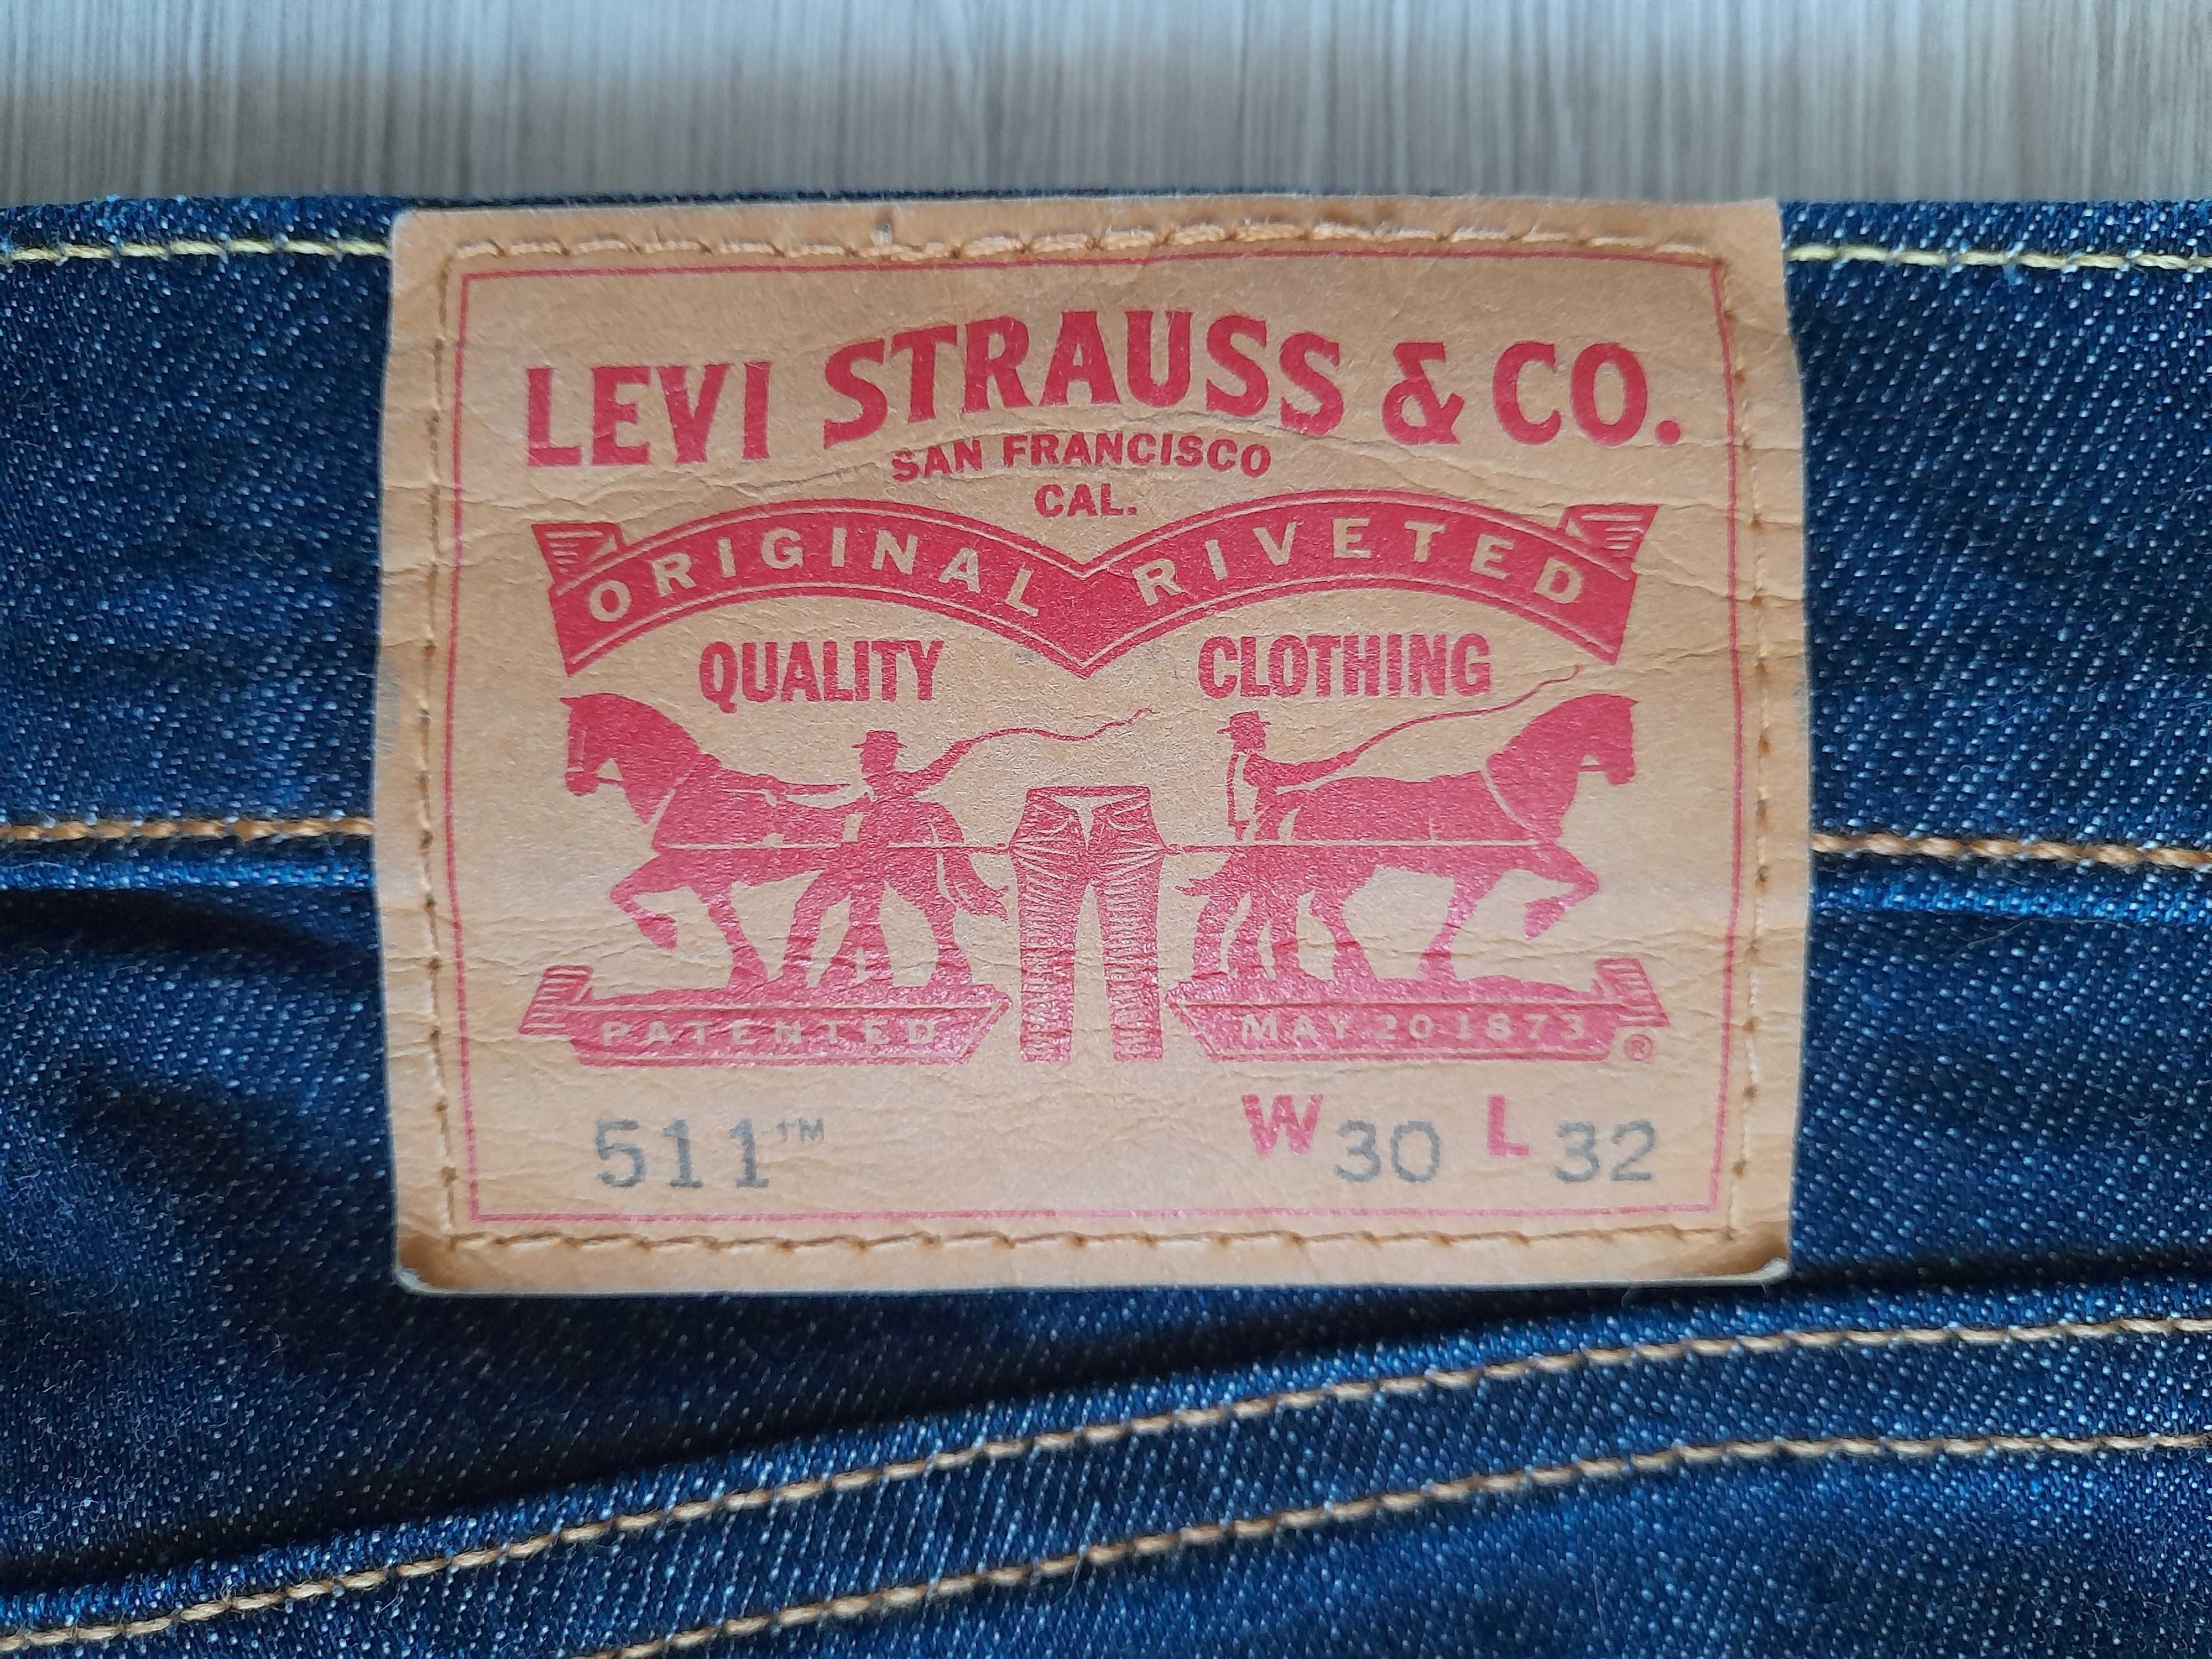 LEVI STRAUSS & CO.
SAN FRANCISCO
CAL.
ORIGINAL RIVETED
QUALITY CLOTHING
PATENTED MAY 20 1873 ®
511™ W 30 L 32